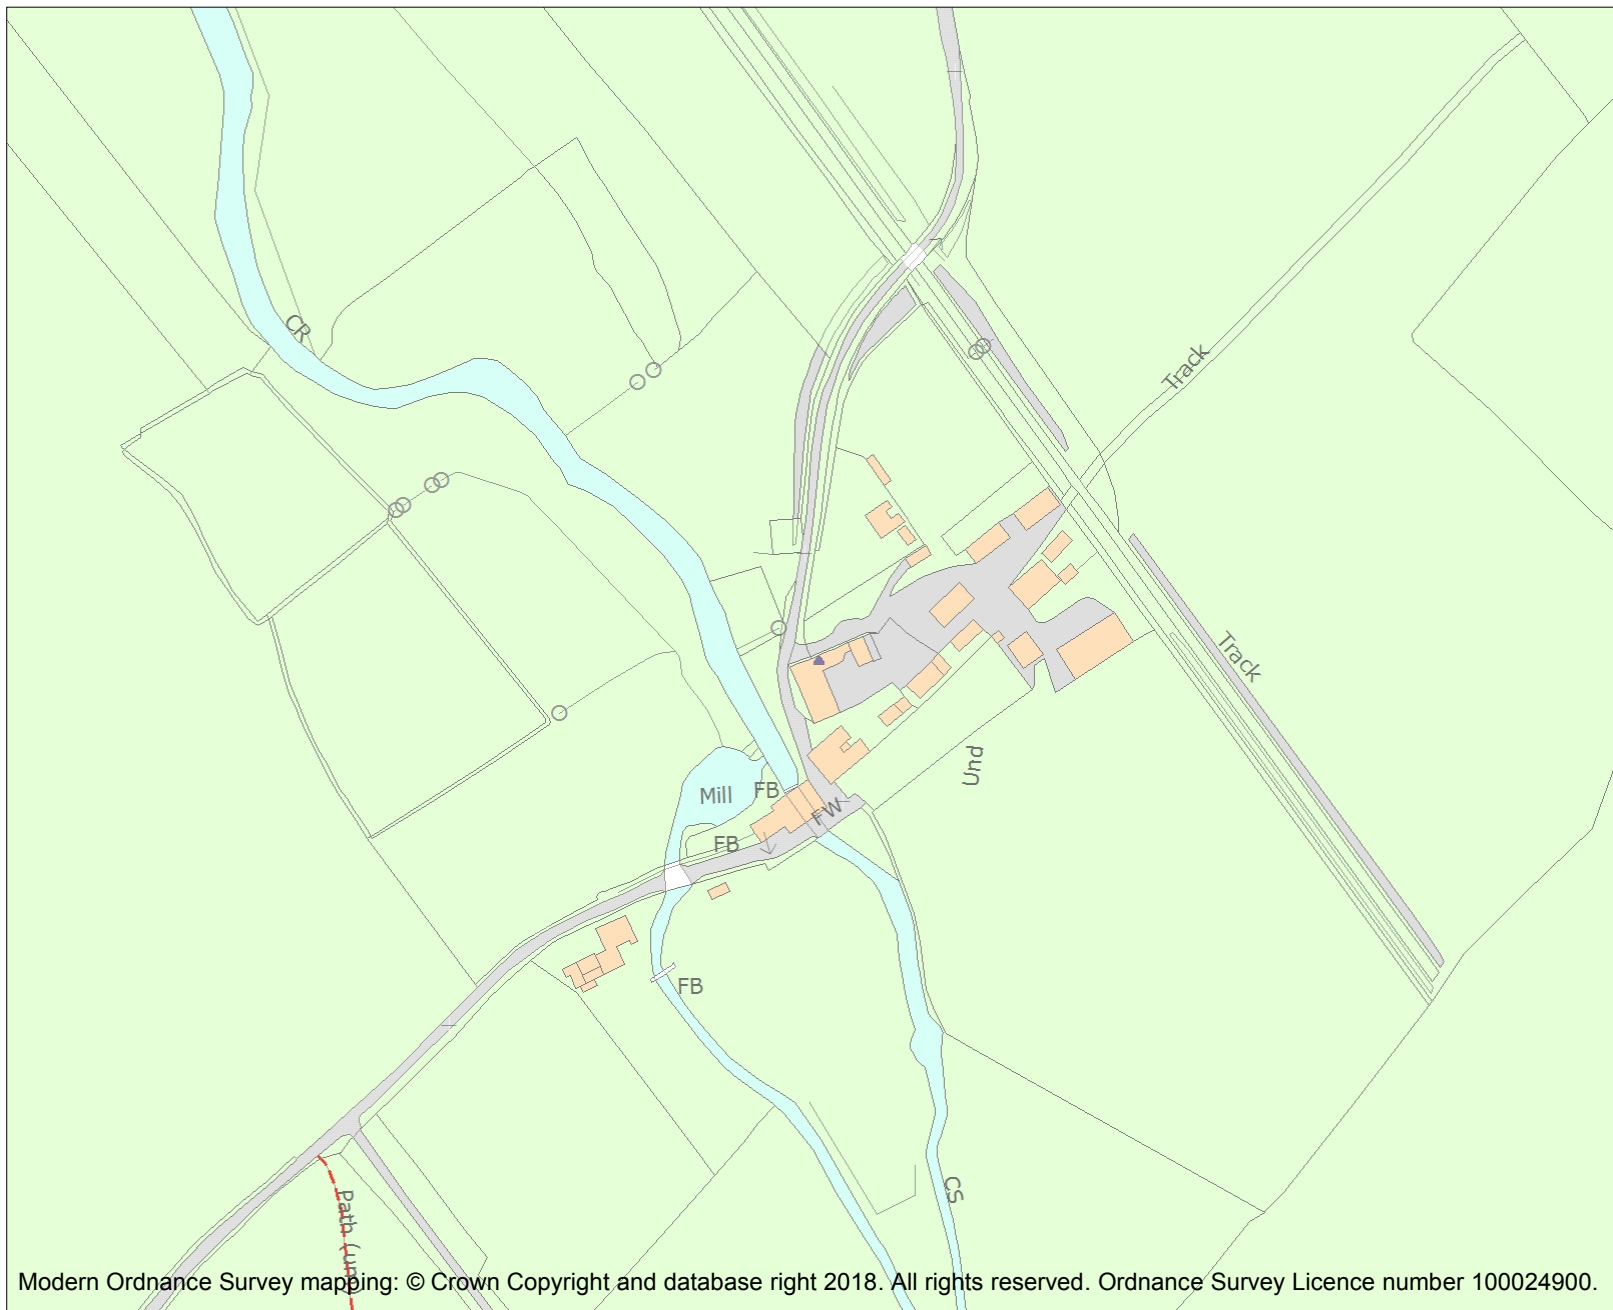 CR
Track
Track
Und
Mill
FB
FW
FB
FB
CS
Path (um)
Modern Ordnance Survey mapping: © Crown Copyright and database right 2018. All rights reserved. Ordnance Survey Licence number 100024900.